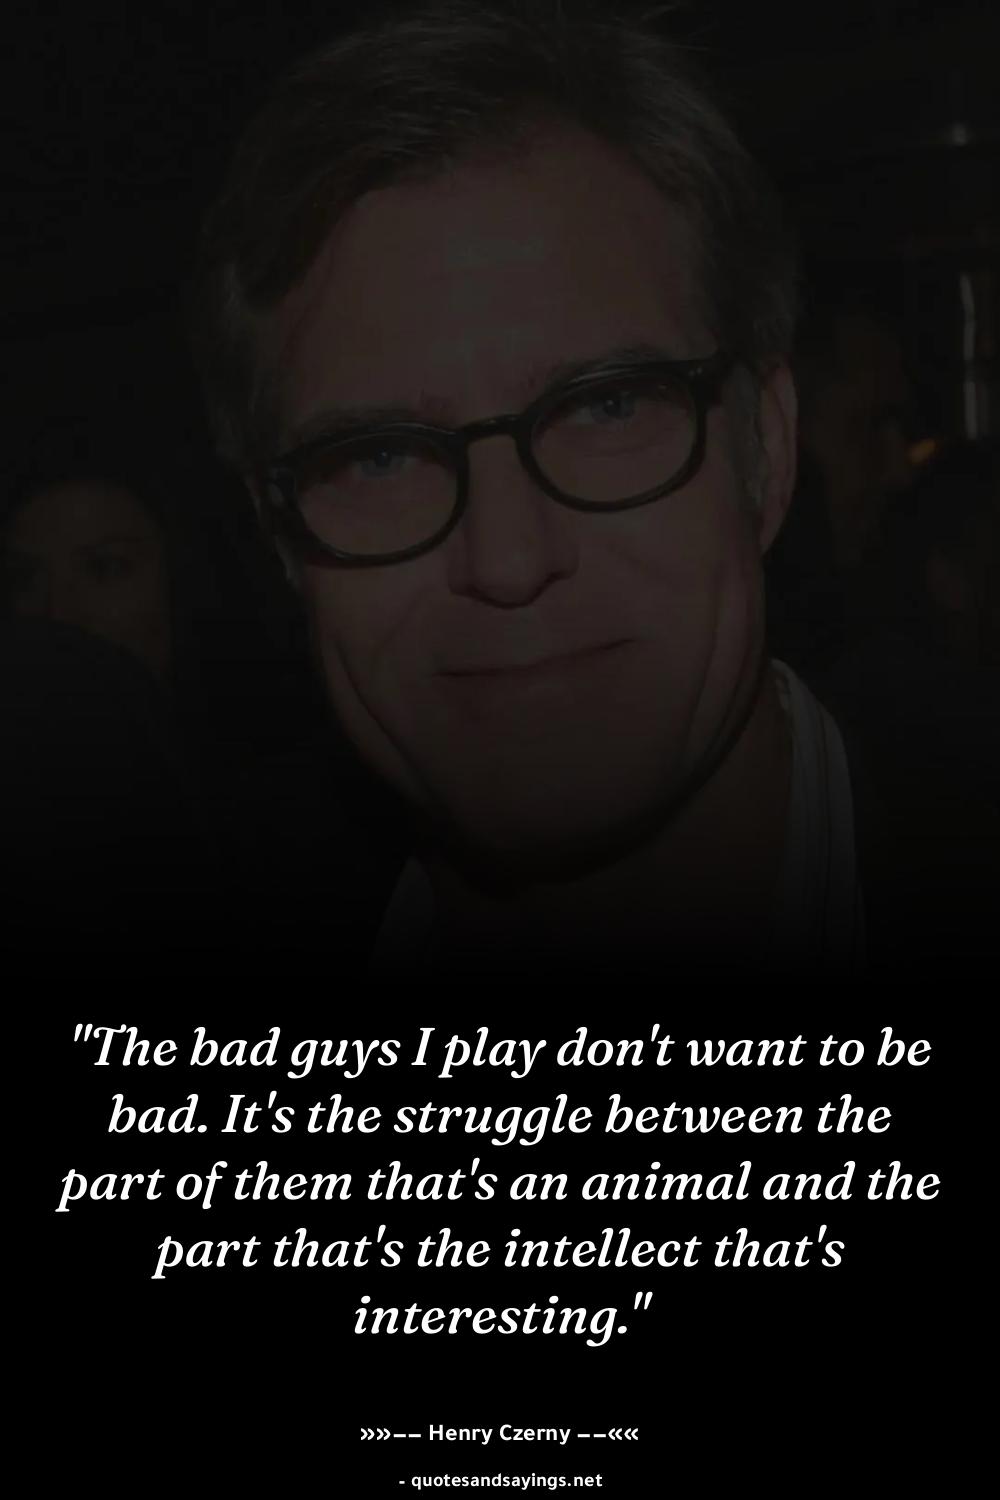 "The bad guys I play don't want to be
bad. It's the struggle between the
part of them that's an animal and the
part that's the intellect that's
interesting."
»»–– Henry Czerny ––««
- quotesandsayings.net